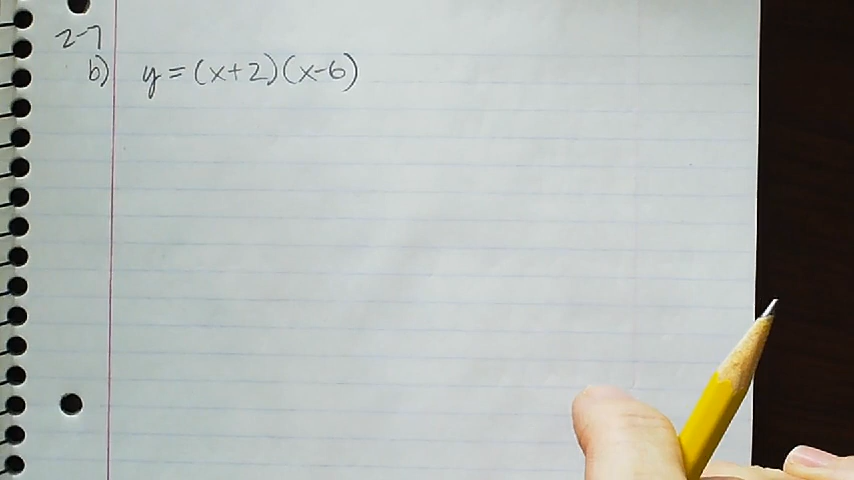 2-7
b) y = (x+2)(x-6)